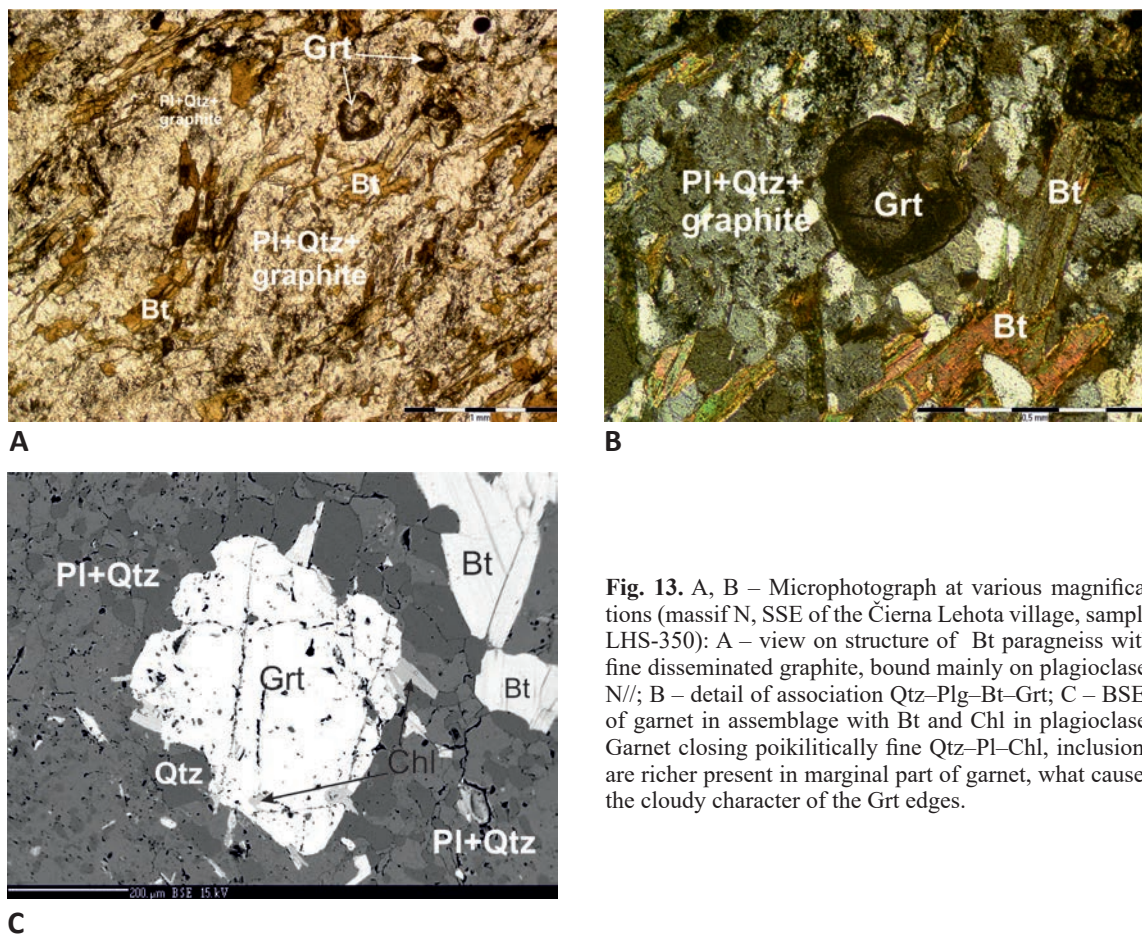 Grt
Pl+Qtz+
graphite
Bt
Pl+Qtz+
graphite
Bt
1 mm
A
Pl+Qtz+
graphite
Grt
Bt
Bt
0,5 mm
B
Pl+Qtz
Bt
Grt
Bt
Chl
Qtz
Pl+Qtz
200 µm BSE 15 kV
C
Fig. 13. A, B – Microphotograph at various magnifica
tions (massif N, SSE of the Čierna Lehota village, sampl
LHS-350): A – view on structure of Bt paragneiss wit
fine disseminated graphite, bound mainly on plagioclase
N//; B – detail of association Qtz–Plg–Bt–Grt; C – BSE
of garnet in assemblage with Bt and Chl in plagioclase
Garnet closing poikilitically fine Qtz–Pl–Chl, inclusion
are richer present in marginal part of garnet, what cause
the cloudy character of the Grt edges.